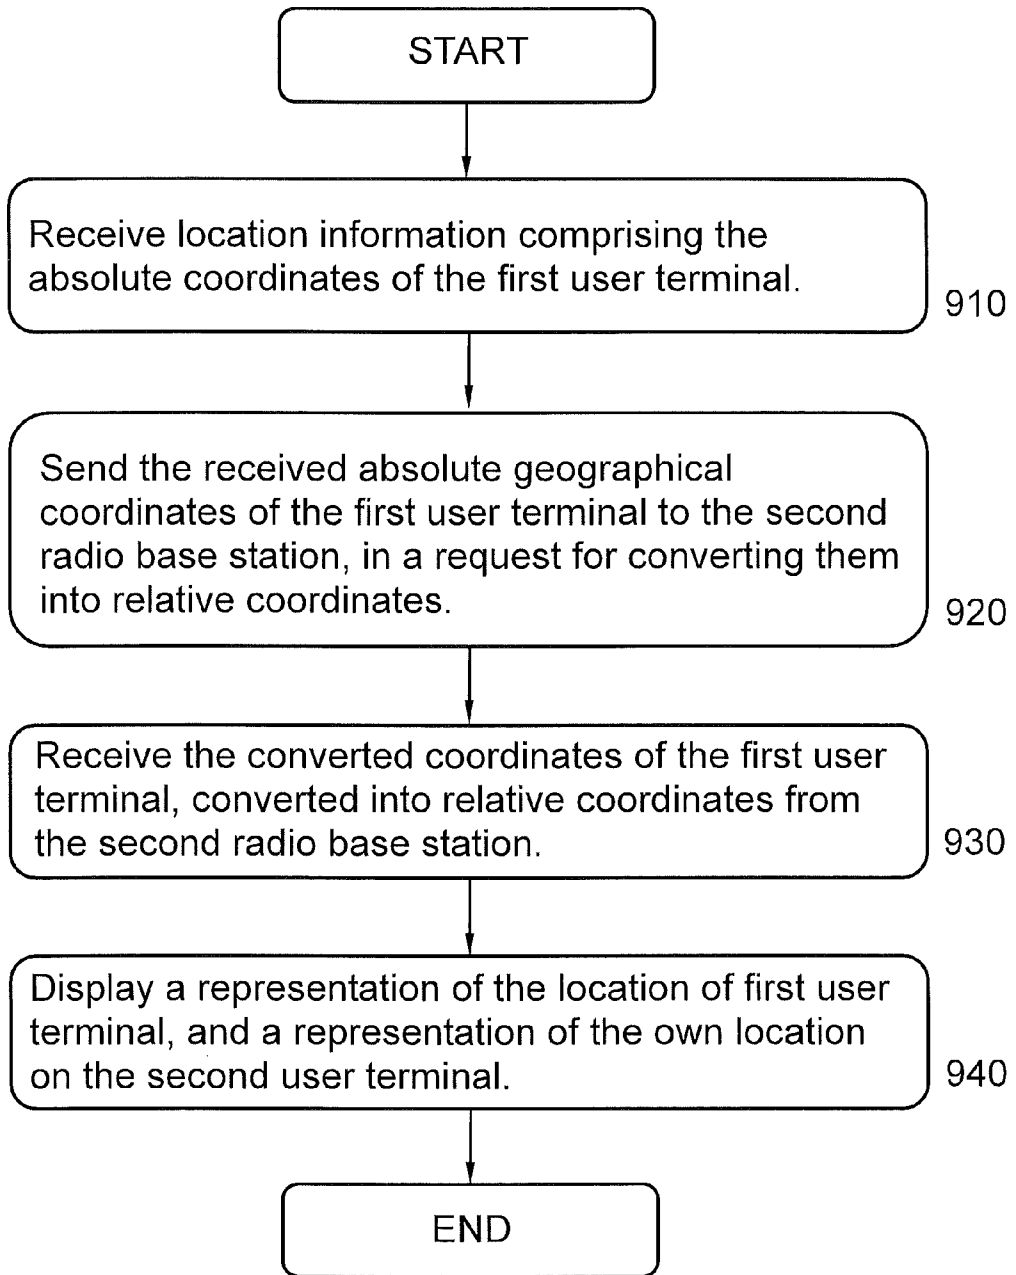 START
Receive location information comprising the
absolute coordinates of the first user terminal.
910
Send the received absolute geographical
coordinates of the first user terminal to the second
radio base station, in a request for converting them
into relative coordinates.
920
Receive the converted coordinates of the first user
terminal, converted into relative coordinates from
the second radio base station.
930
Display a representation of the location of first user
terminal, and a representation of the own location
on the second user terminal.
940
END